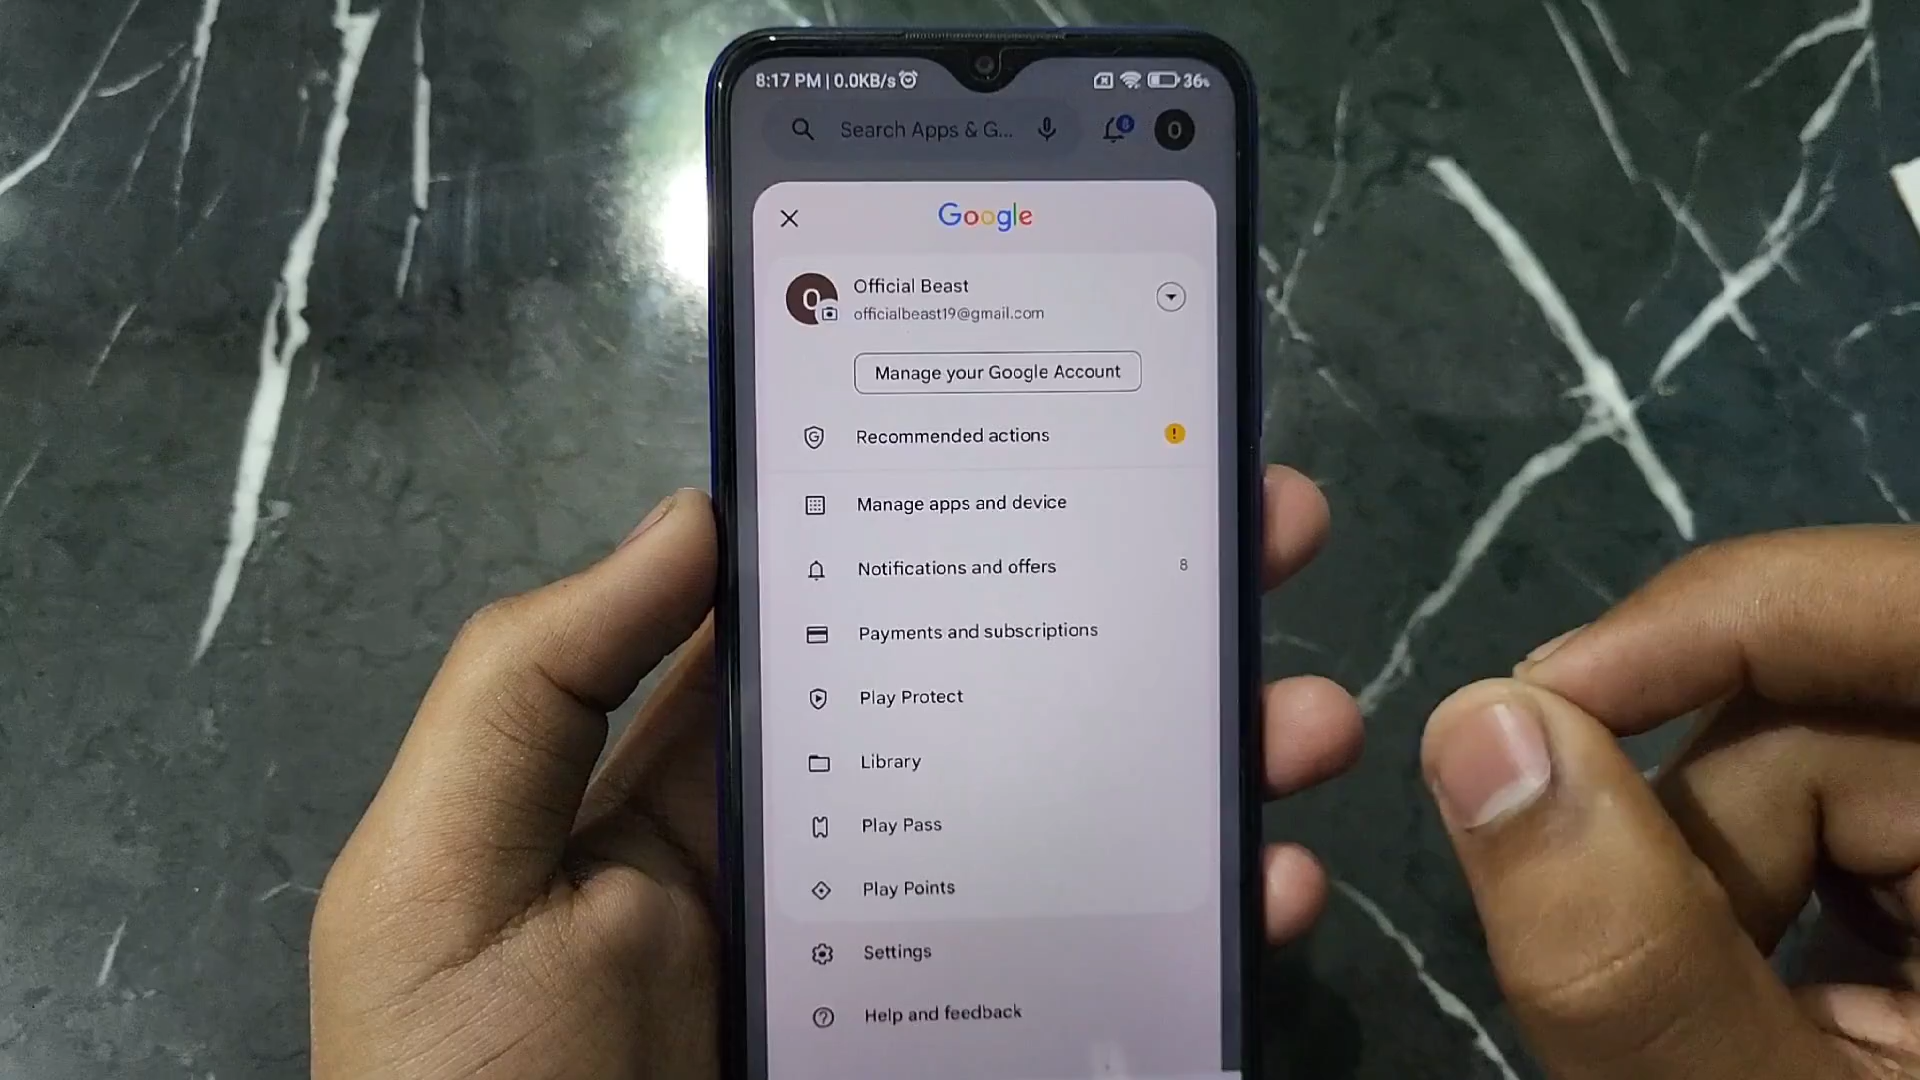 8:17 PM | 0.0KB/s 36%
Search Apps & G... 8 O
Google
Official Beast
O
officialbeast19@gmail.com
Manage your Google Account
Recommended actions !
Manage apps and device
Notifications and offers 8
Payments and subscriptions
Play Protect
Library
Play Pass
Play Points
Settings
Help and feedback